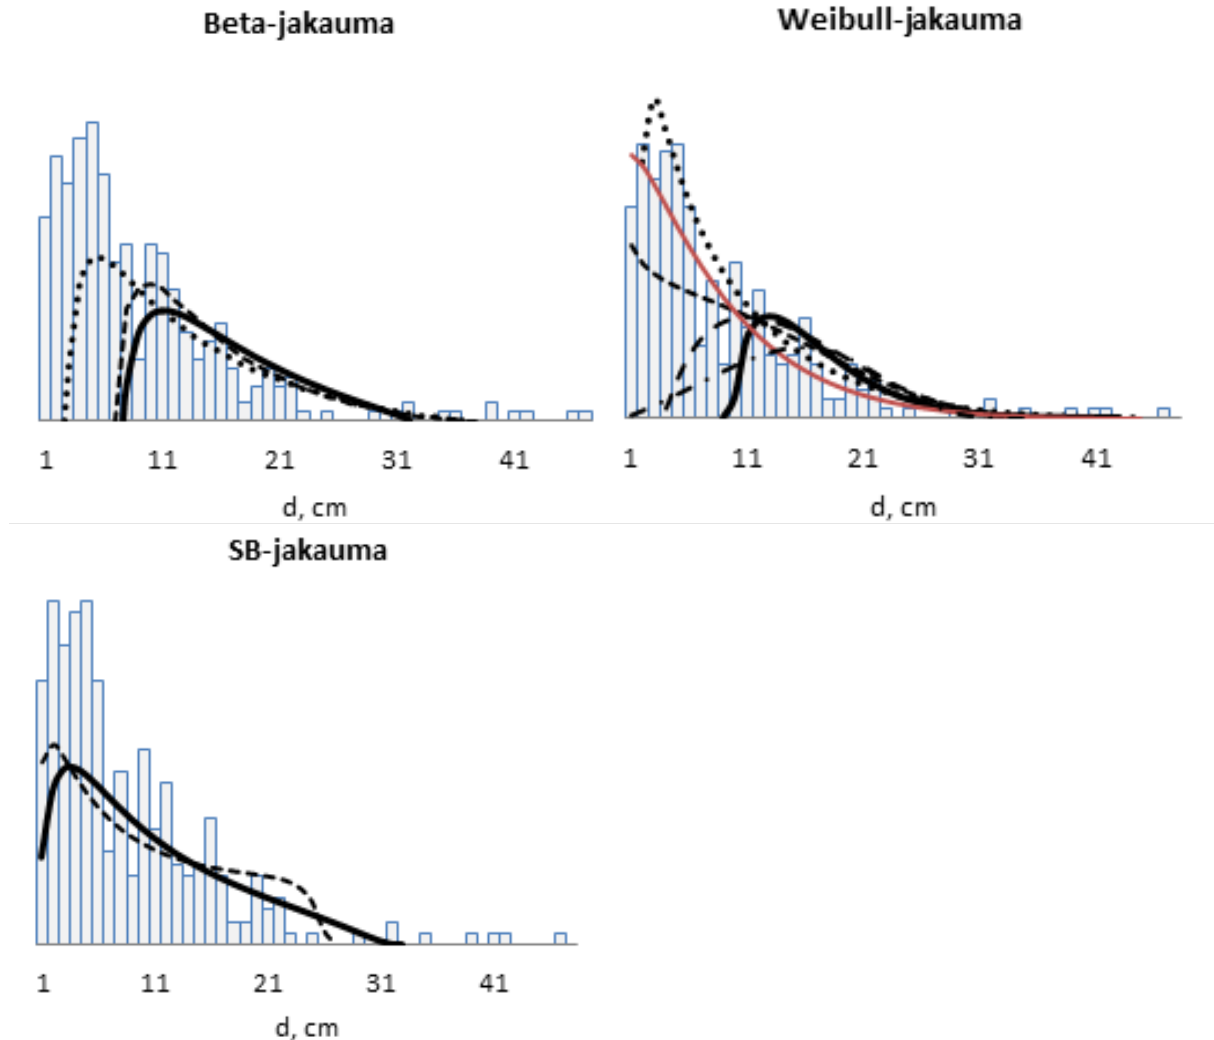 Beta-jakauma
Weibull-jakauma
1 11 21 31 41
d, cm
1 11 21 31 41
d, cm
SB-jakauma
1 11 21 31 41
d, cm